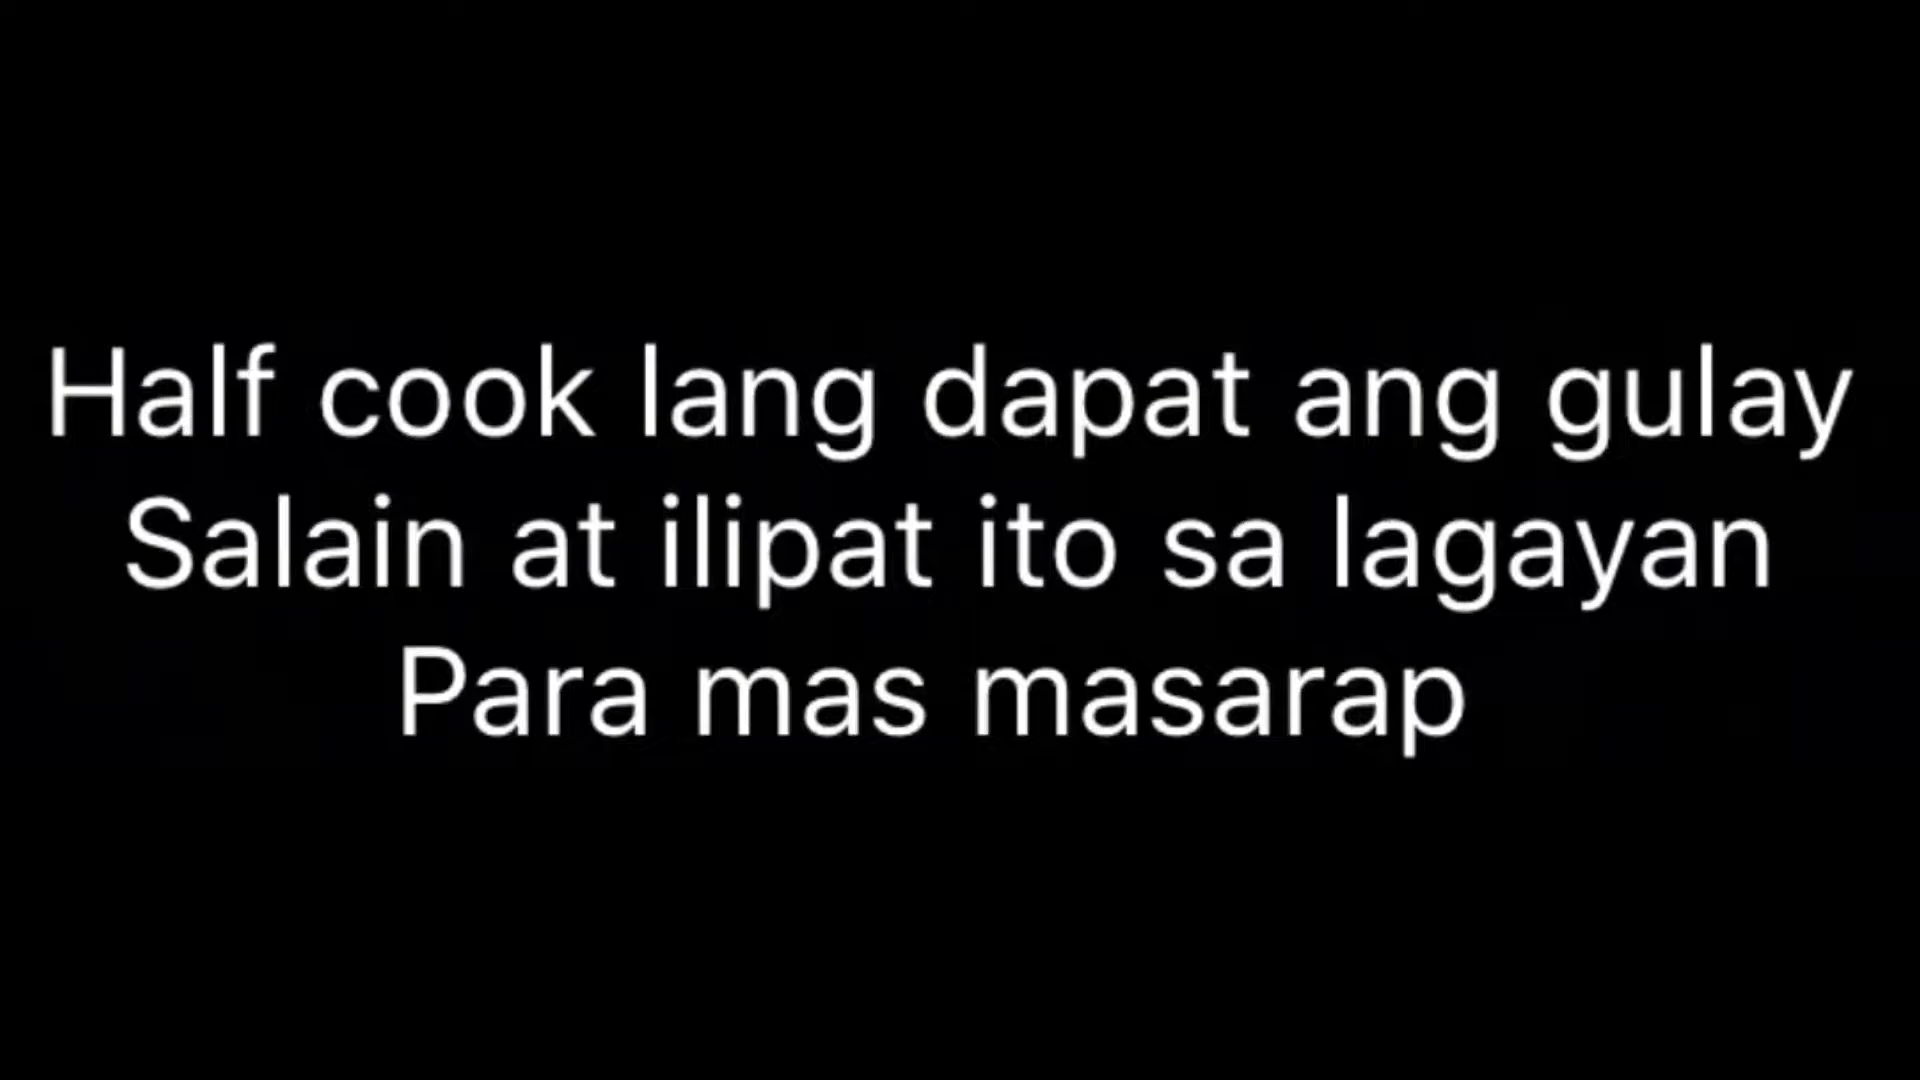 Half cook lang dapat ang gulay
Salain at ilipat ito sa lagayan
Para mas masarap